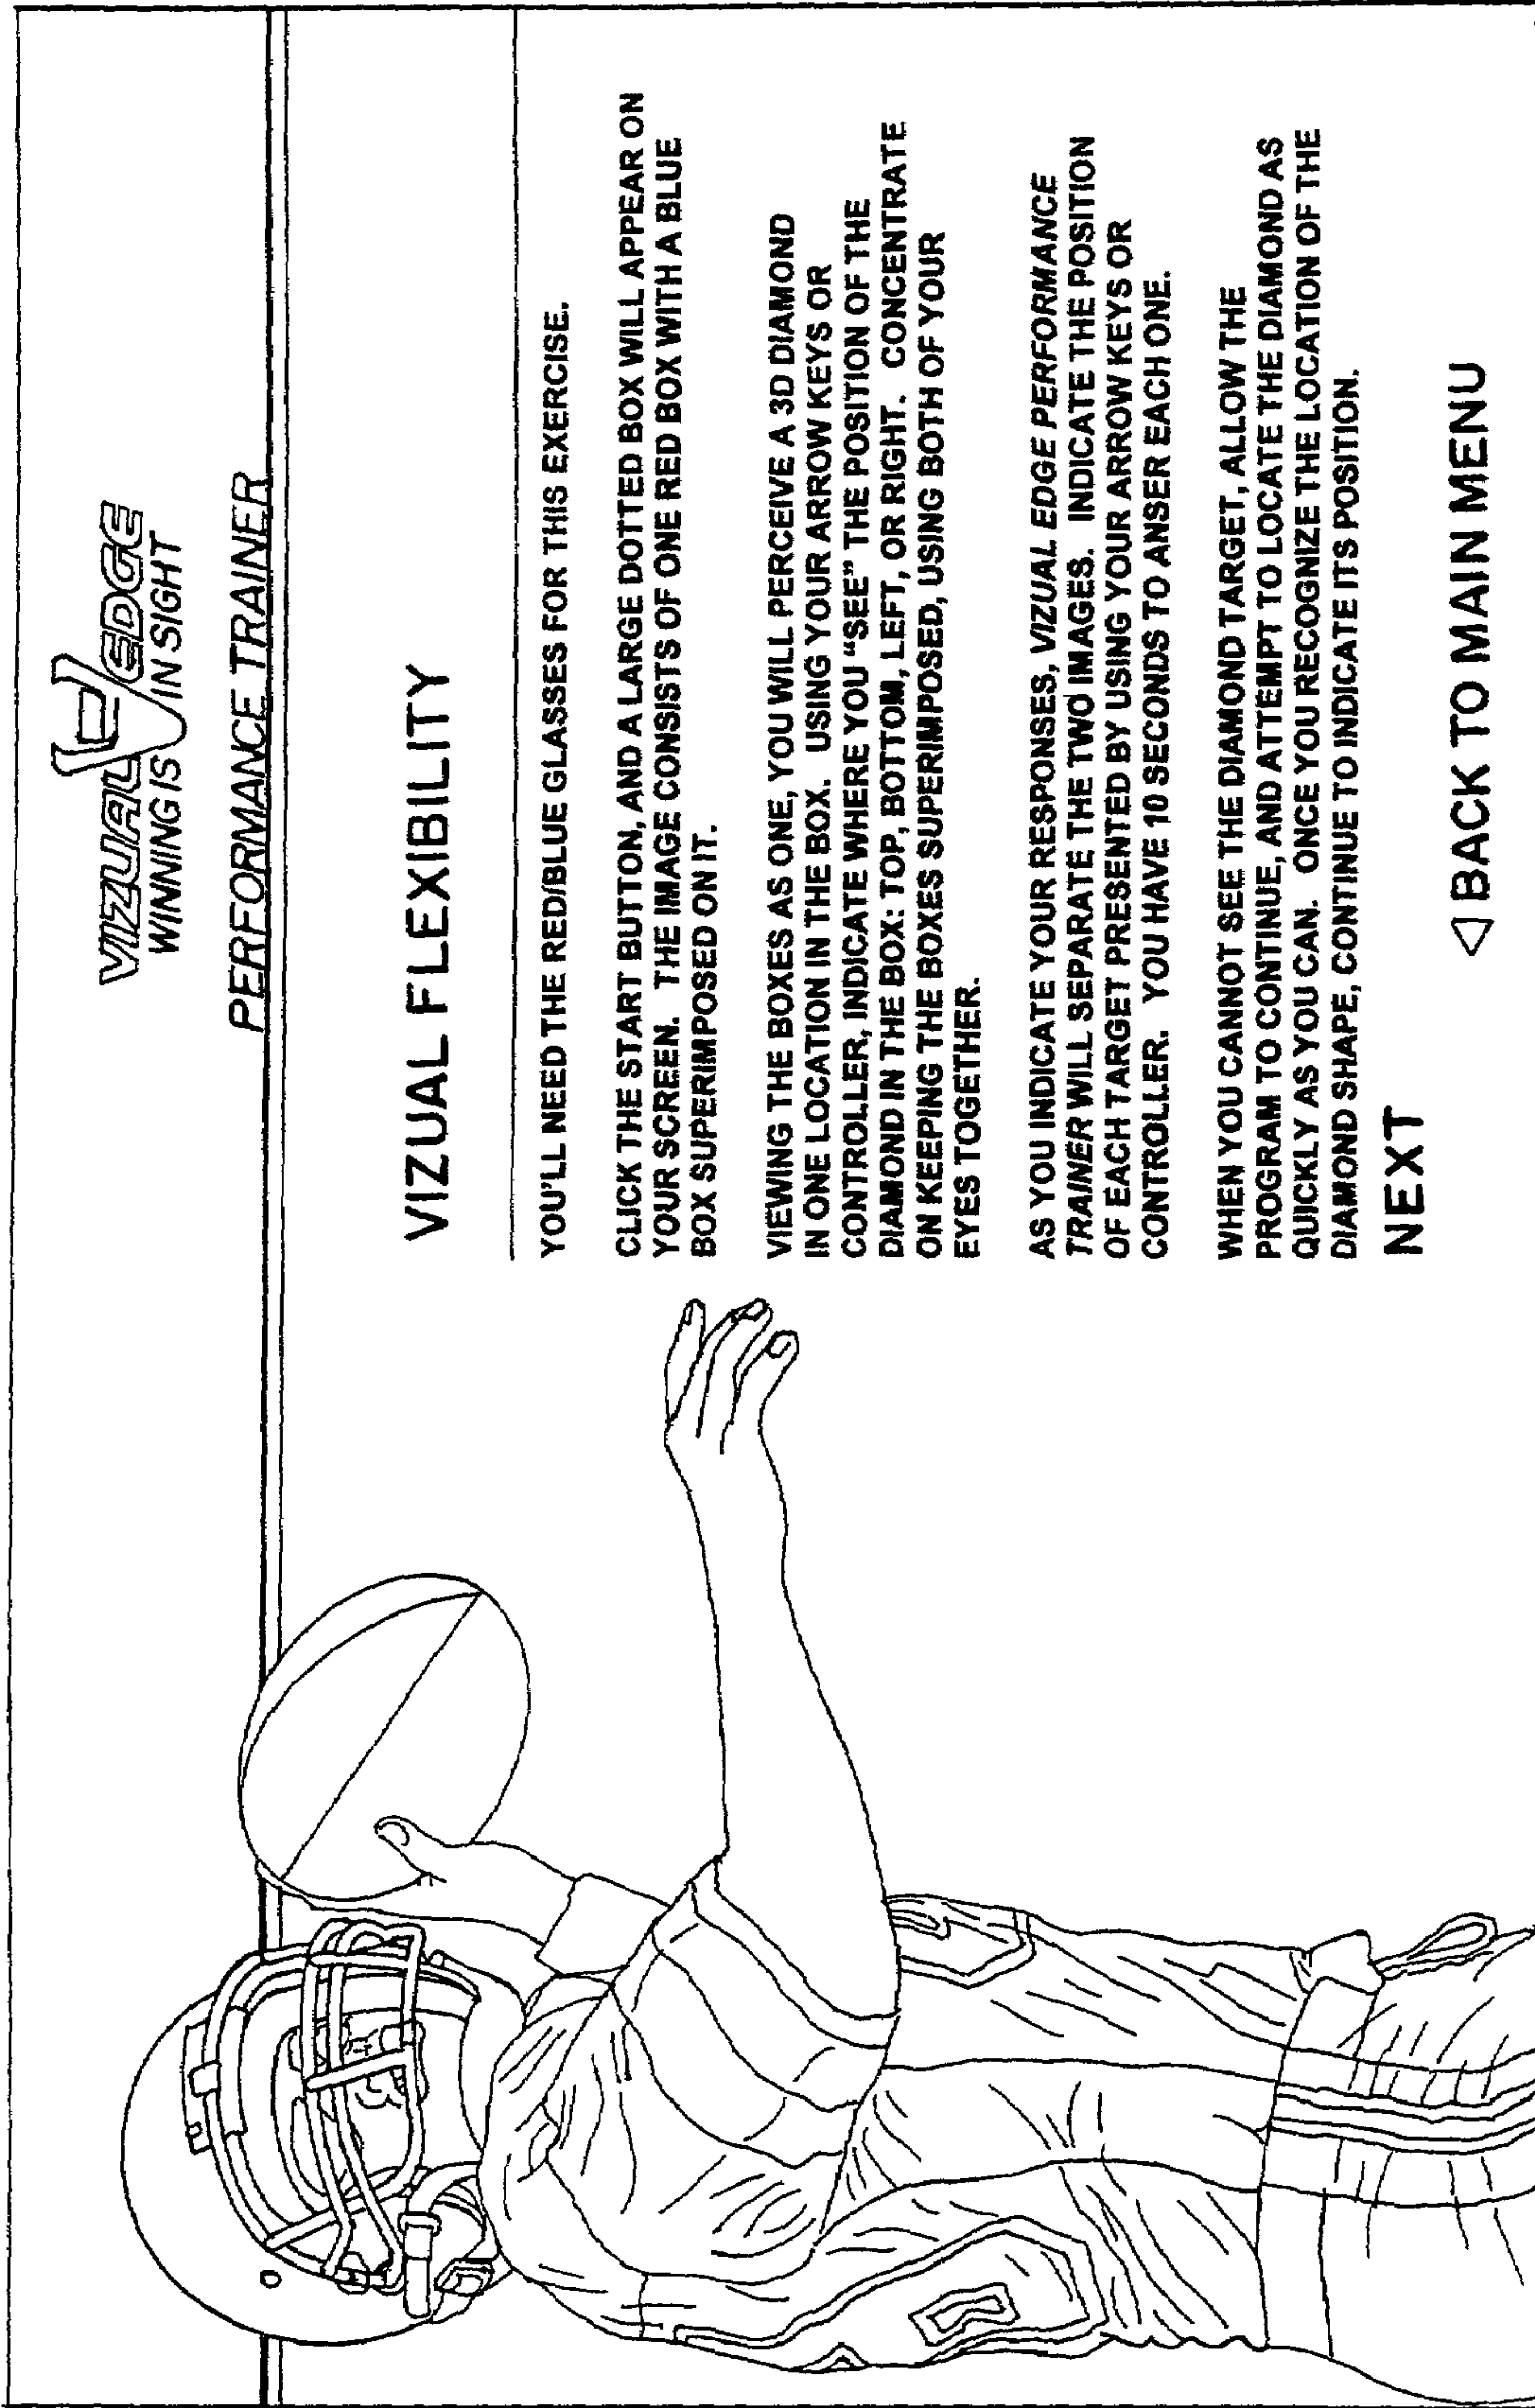 VIZUAL EDGE
WINNING IS IN SIGHT
PERFORMANCE TRAINER
VIZUAL FLEXIBILITY
YOU'LL NEED THE RED/BLUE GLASSES FOR THIS EXERCISE.
CLICK THE START BUTTON, AND A LARGE DOTTED BOX WILL APPEAR ON
YOUR SCREEN. THE IMAGE CONSISTS OF ONE RED BOX WITH A BLUE
BOX SUPERIMPOSED ON IT.
VIEWING THE BOXES AS ONE, YOU WILL PERCEIVE A 3D DIAMOND
IN ONE LOCATION IN THE BOX. USING YOUR ARROW KEYS OR
CONTROLLER, INDICATE WHERE YOU "SEE" THE POSITION OF THE
DIAMOND IN THE BOX: TOP, BOTTOM, LEFT, OR RIGHT. CONCENTRATE
ON KEEPING THE BOXES SUPERIMPOSED, USING BOTH OF YOUR
EYES TOGETHER.
AS YOU INDICATE YOUR RESPONSES, VIZUAL EDGE PERFORMANCE
TRAINER WILL SEPARATE THE TWO IMAGES. INDICATE THE POSITION
OF EACH TARGET PRESENTED BY USING YOUR ARROW KEYS OR
CONTROLLER. YOU HAVE 10 SECONDS TO ANSER EACH ONE.
WHEN YOU CANNOT SEE THE DIAMOND TARGET, ALLOW THE
PROGRAM TO CONTINUE, AND ATTEMPT TO LOCATE THE DIAMOND AS
QUICKLY AS YOU CAN. ONCE YOU RECOGNIZE THE LOCATION OF THE
DIAMOND SHAPE, CONTINUE TO INDICATE ITS POSITION.
NEXT
◁ BACK TO MAIN MENU